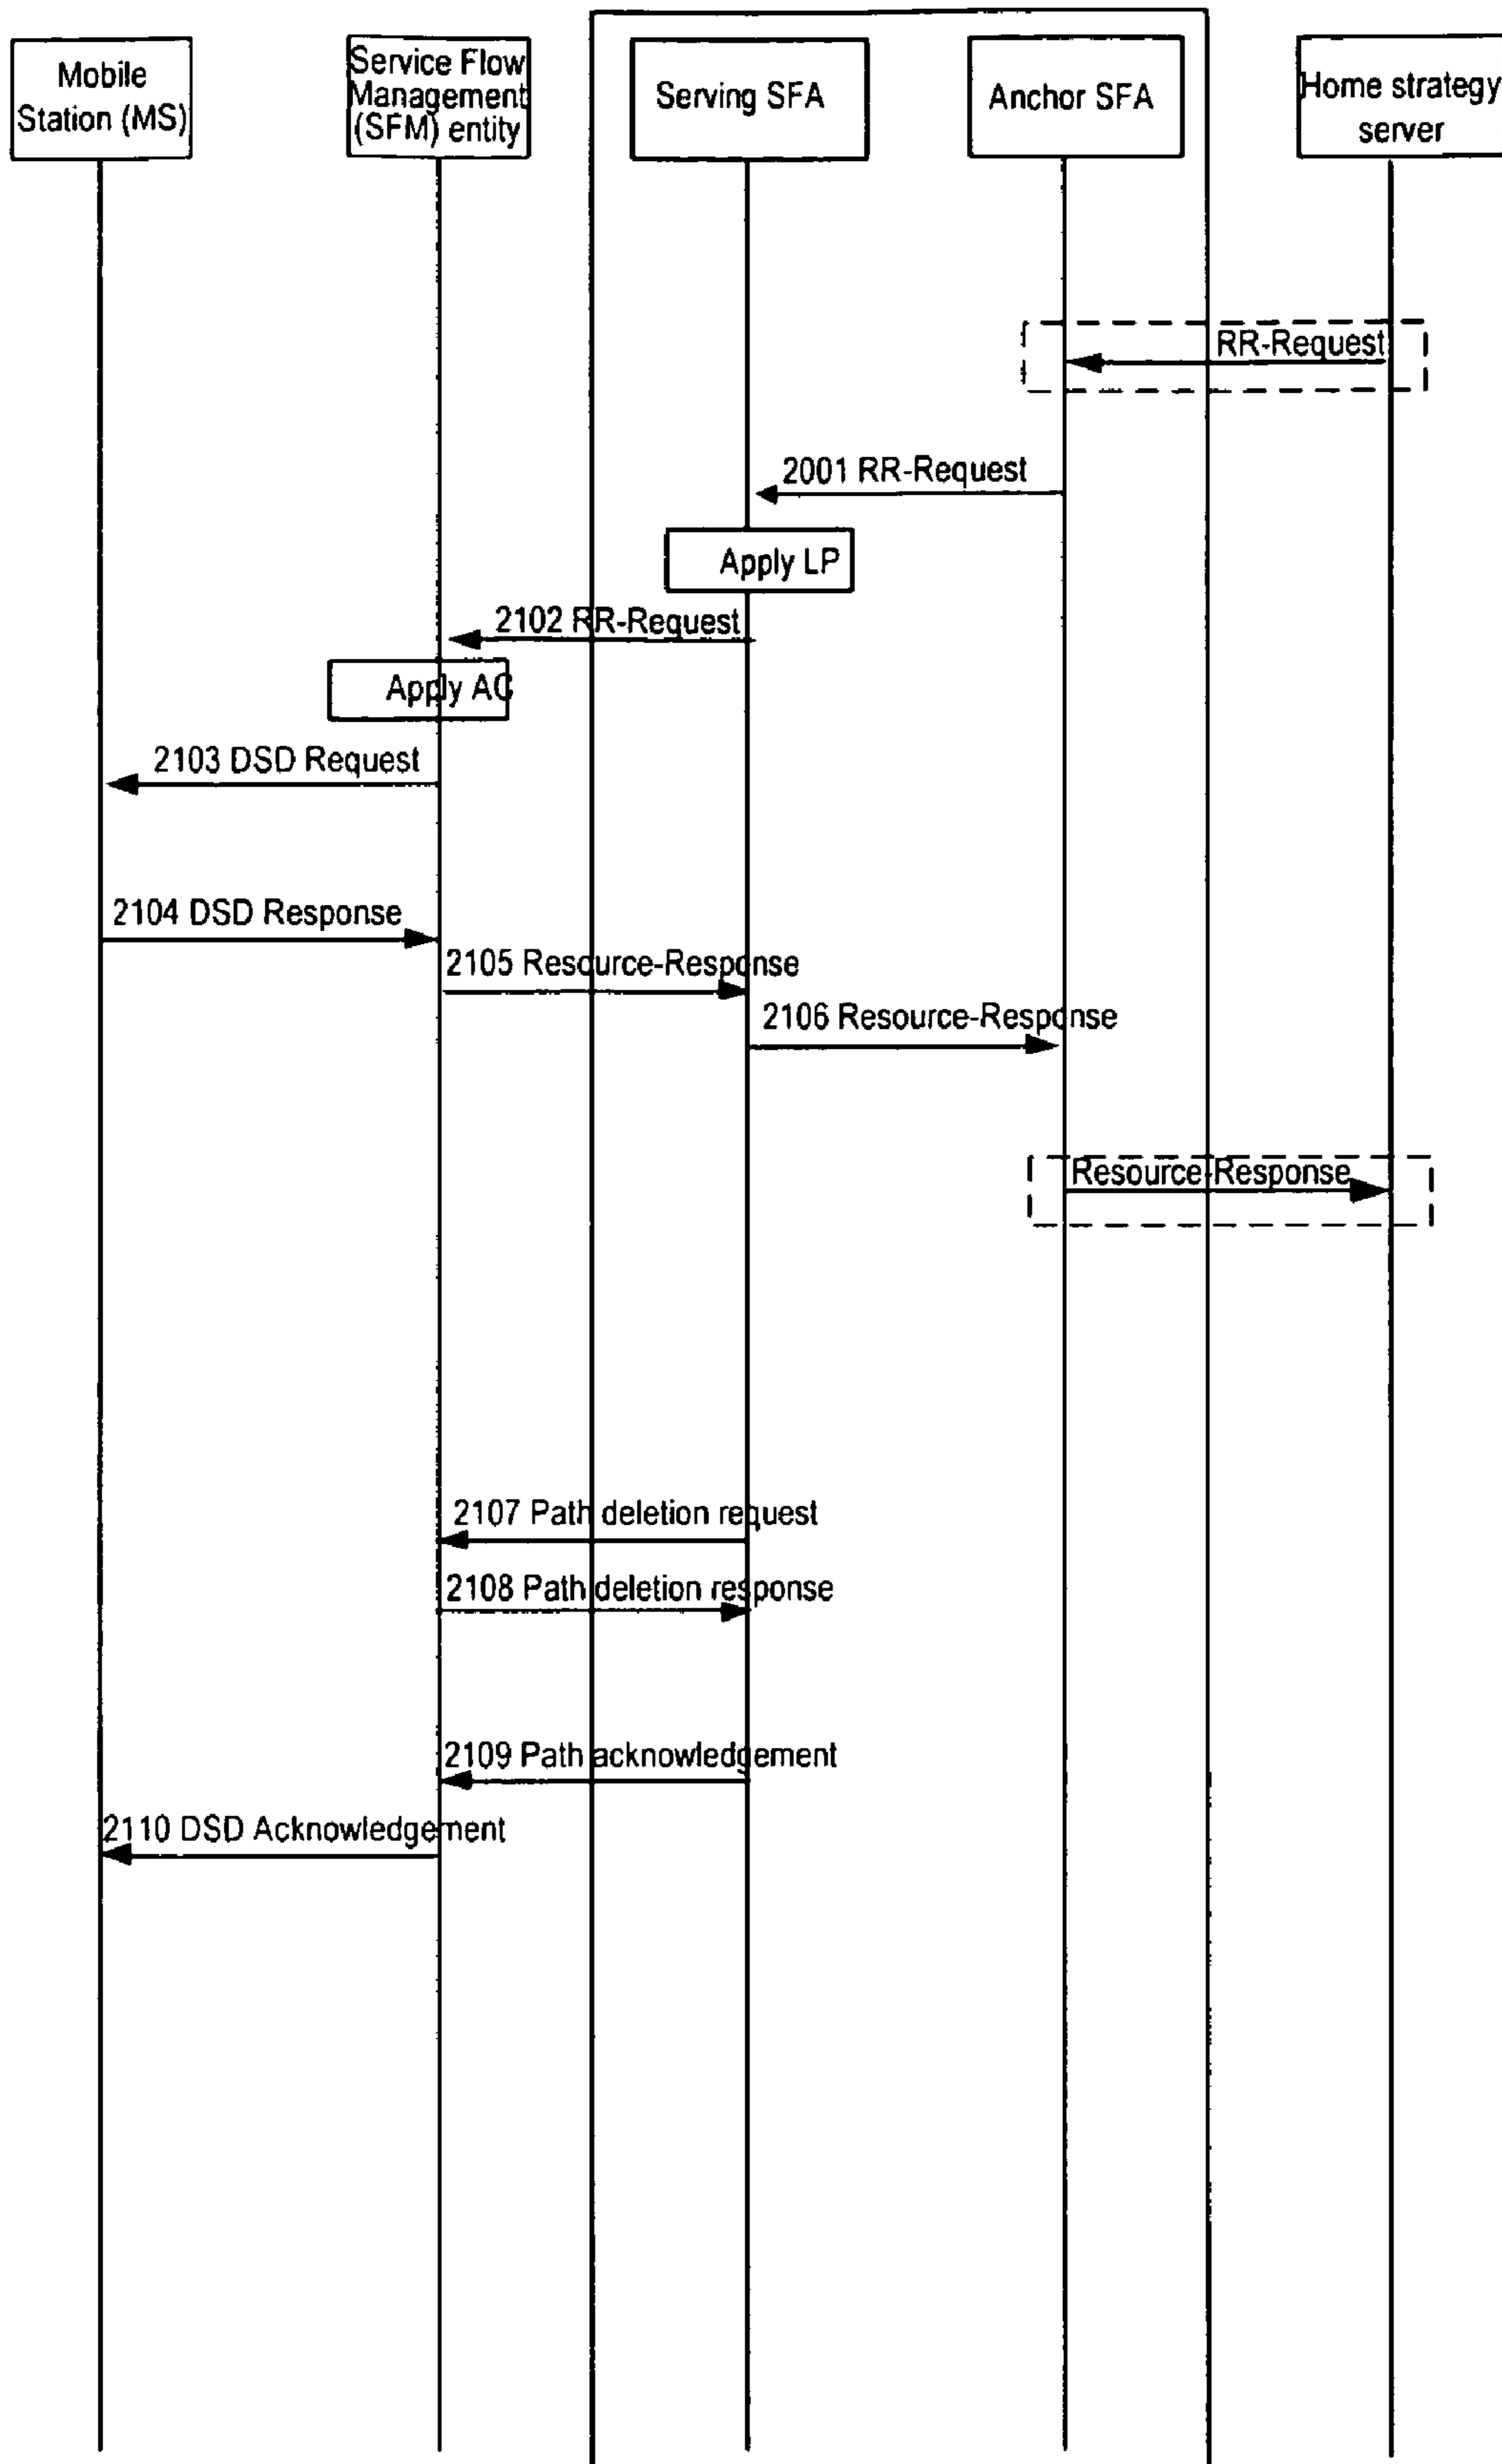 Mobile
Station (MS)
Service Flow
Management
(SFM) entity
Serving SFA
Anchor SFA
Home strategy
server
RR-Request
2001 RR-Request
Apply LP
2102 RR-Request
Apply AC
2103 DSD Request
2104 DSD Response
2105 Resource-Response
2106 Resource-Response
Resource-Response
2107 Path deletion request
2108 Path deletion response
2109 Path acknowledgement
2110 DSD Acknowledgement